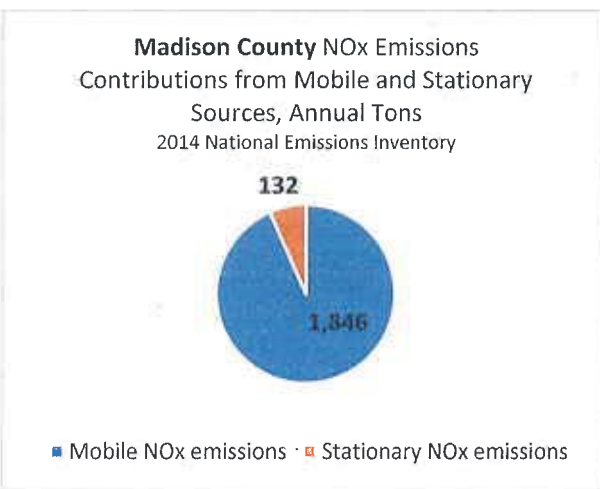 Madison County NOx Emissions
Contributions from Mobile and Stationary
Sources, Annual Tons
2014 National Emissions Inventory
132
1,846
Mobile NOx emissions
Stationary NOx emissions